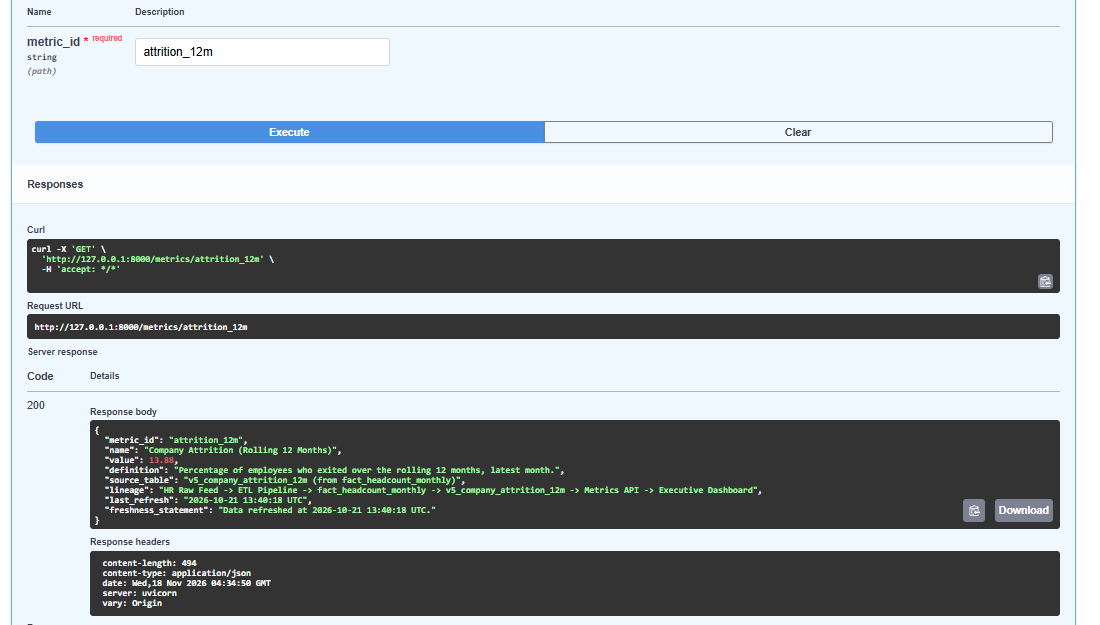 Name Description
metric_id * required
string
(path)
attrition_12m
Execute Clear
Responses
Curl
curl -X 'GET' \
'http://127.0.0.1:8000/metrics/attrition_12m' \
-H 'accept: */*'
Request URL
http://127.0.0.1:8000/metrics/attrition_12m
Server response
Code Details
200
Response body
{
"metric_id": "attrition_12m",
"name": "Company Attrition (Rolling 12 Months)",
"value": 13.88,
"definition": "Percentage of employees who exited over the rolling 12 months, latest month.",
"source_table": "v5_company_attrition_12m (from fact_headcount_monthly)",
"lineage": "HR Raw Feed -> ETL Pipeline -> fact_headcount_monthly -> v5_company_attrition_12m -> Metrics API -> Executive Dashboard",
"last_refresh": "2026-10-21 13:40:18 UTC",
"freshness_statement": "Data refreshed at 2026-10-21 13:40:18 UTC."
}
Download
Response headers
content-length: 494
content-type: application/json
date: Wed,18 Nov 2026 04:34:50 GMT
server: uvicorn
vary: Origin